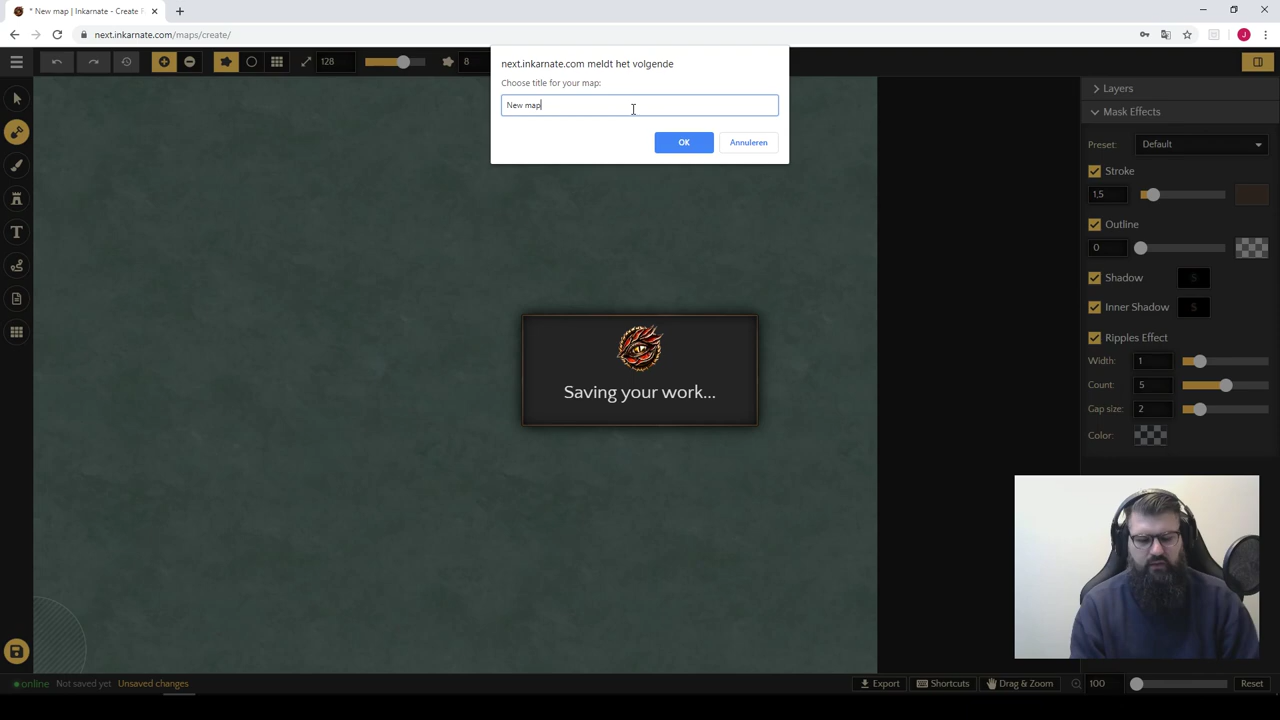 * New map | Inkarnate - Create F
next.inkarnate.com/maps/create/
J
128
8
next.inkarnate.com meldt het volgende
Choose title for your map:
New map
OK
Annuleren
Layers
Mask Effects
Preset:
Default
Stroke
1,5
Outline
0
Shadow
S
Inner Shadow
S
Ripples Effect
Width:
1
Count:
5
Gap size:
2
Color:
T
Saving your work...
online
Not saved yet
Unsaved changes
Export
Shortcuts
Drag & Zoom
100
Reset